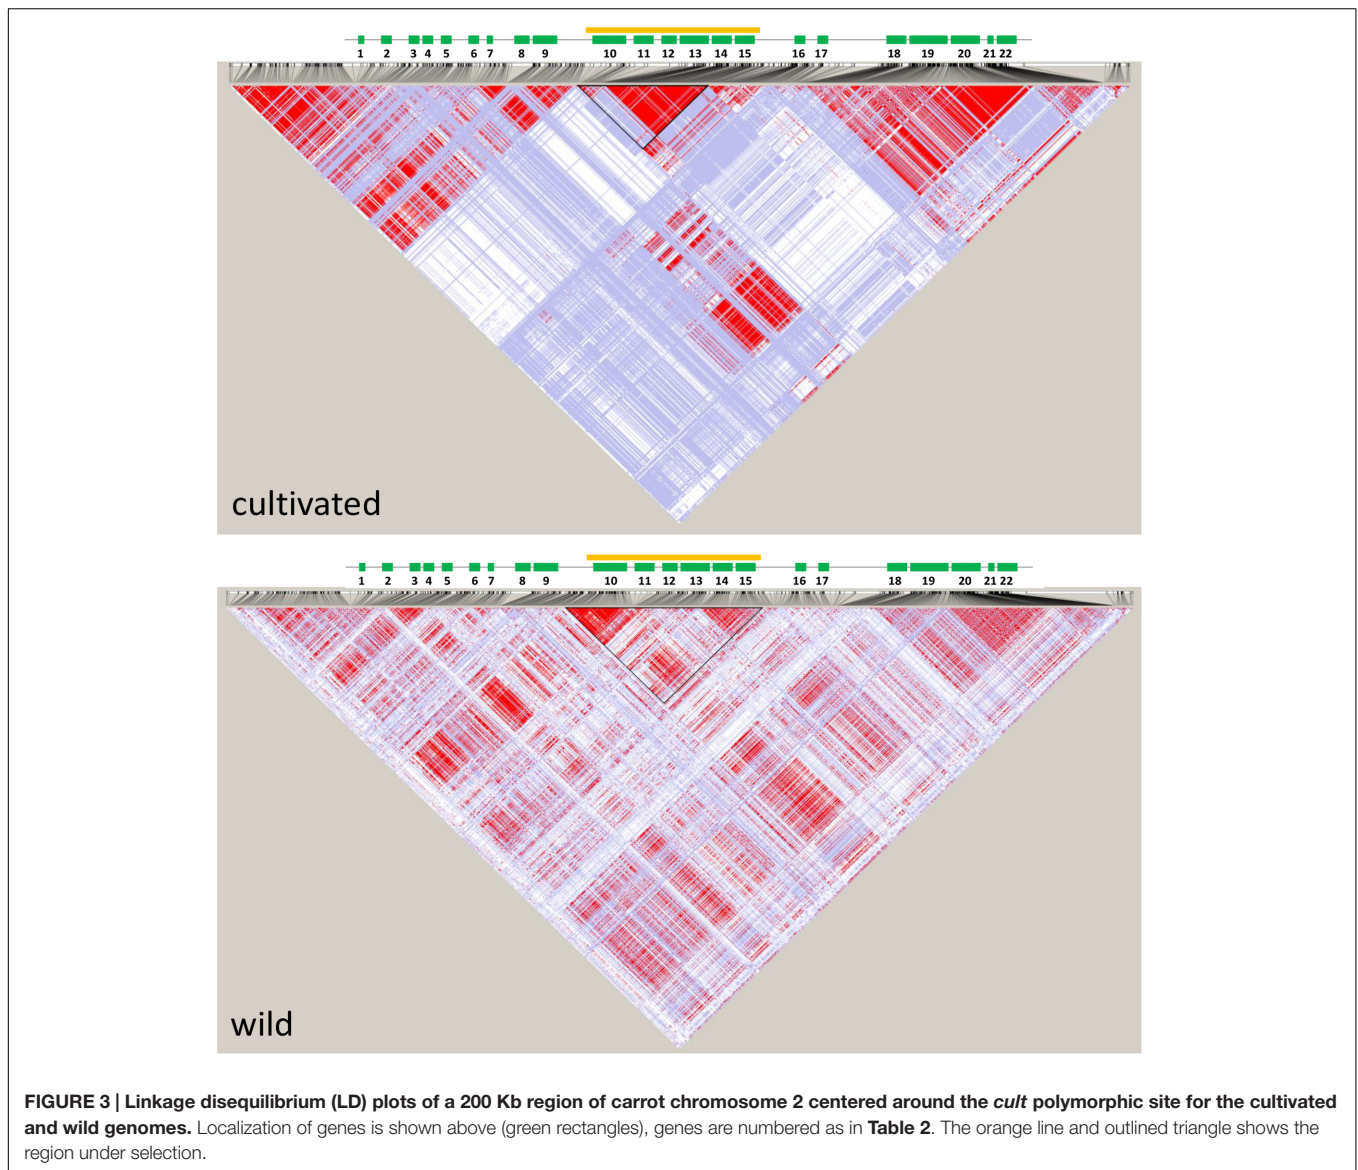 1 2 3 4 5 6 7 8 9 10 11 12 13 14 15 16 17 18 19 20 21 22
cultivated
1 2 3 4 5 6 7 8 9 10 11 12 13 14 15 16 17 18 19 20 21 22
wild
FIGURE 3 | Linkage disequilibrium (LD) plots of a 200 Kb region of carrot chromosome 2 centered around the cult polymorphic site for the cultivated
and wild genomes. Localization of genes is shown above (green rectangles), genes are numbered as in Table 2. The orange line and outlined triangle shows the
region under selection.